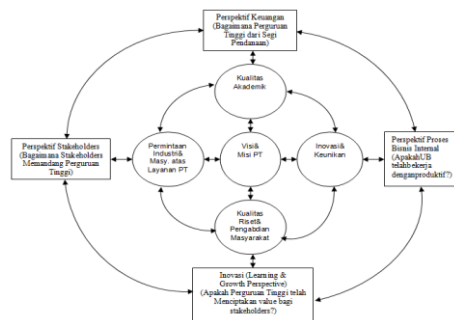 Perspektif Keuangan
(Bagaimana Perguruan
Tinggi dari Segi
Pendanaan)
Kualitas
Akademik
Perspektif Stakeholders
(Bagaimana Stakeholders
Memandang Perguruan
Tinggi)
Permintaan
Industri&
Masy. atas
Layanan PT
Visi&
Misi PT
Inovasi&
Keunikan
Perspektif Proses
Bisnis Internal
(ApakahUB
telahbekerja
denganproduktif?)
Kualitas
Riset&
Pengabdian
Masyarakat
Inovasi (Learning &
Growth Perspective)
(Apakah Perguruan Tinggi telah
Menciptakan value bagi
stakeholders?)